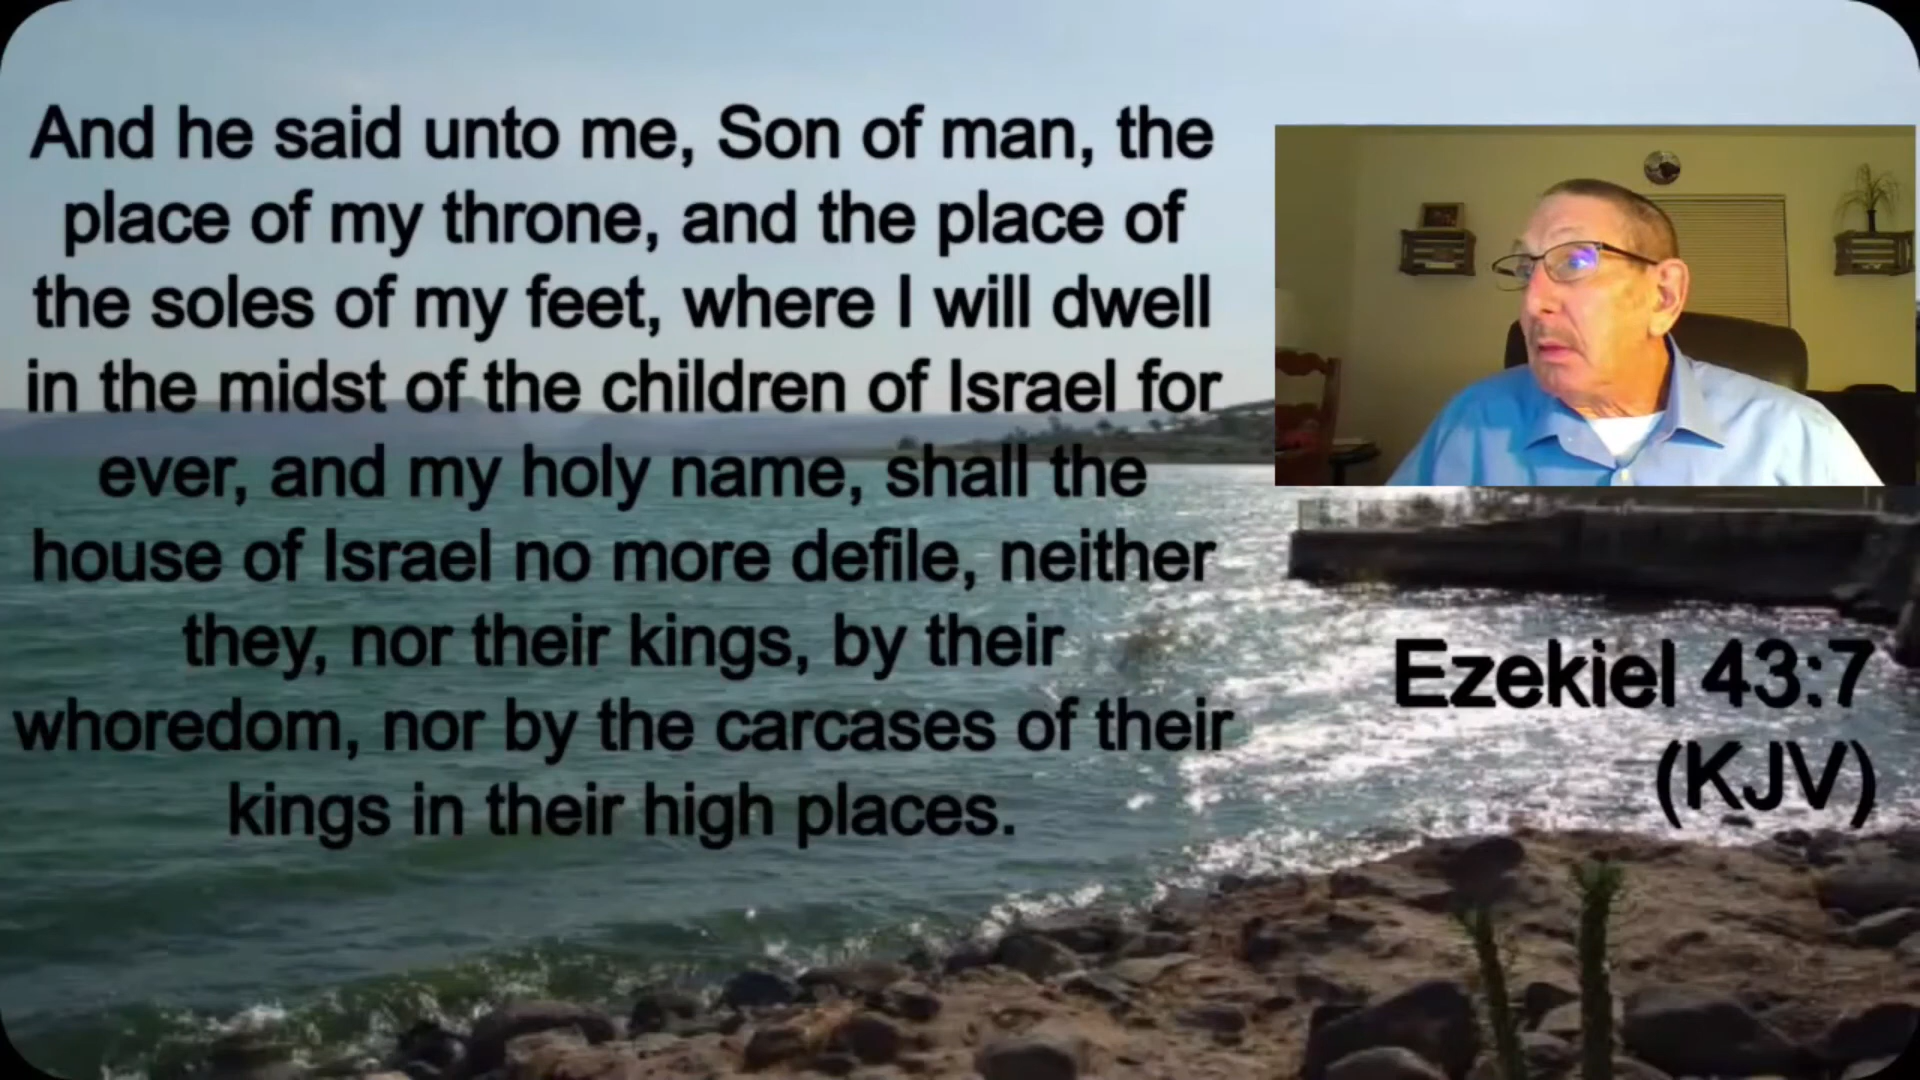 And he said unto me, Son of man, the
place of my throne, and the place of
the soles of my feet, where I will dwell
in the midst of the children of Israel for
ever, and my holy name, shall the
house of Israel no more defile, neither
they, nor their kings, by their
whoredom, nor by the carcases of their
kings in their high places.
Ezekiel 43:7
(KJV)